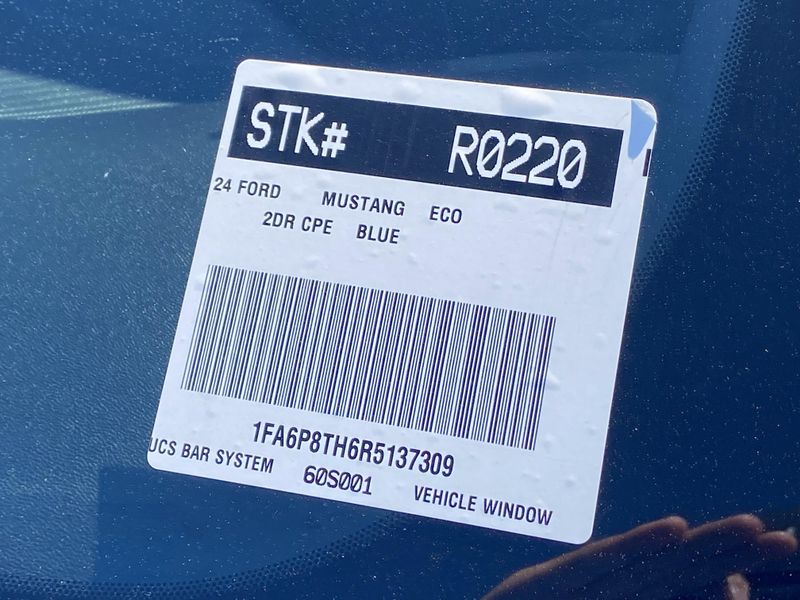 STK# R0220
24 FORD MUSTANG ECO
2DR CPE BLUE
1FA6P8TH6R5137309
UCS BAR SYSTEM 60S001 VEHICLE WINDOW